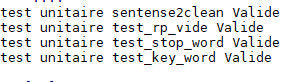 test unitaire sentense2clean Valide
test unitaire test_rp_vide Valide
test unitaire test_stop_word Valide
test unitaire test_key_word Valide